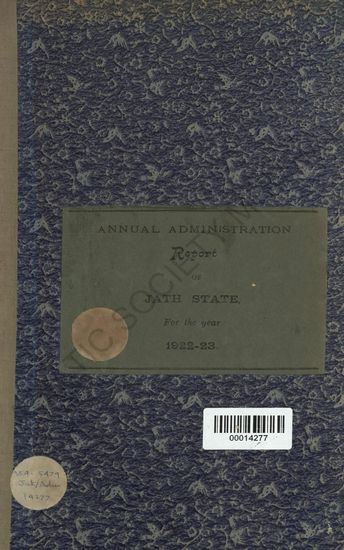 ANNUAL ADMINISTRATION
Report
OF
JATH STATE,
For the year
1922-23.
00014277